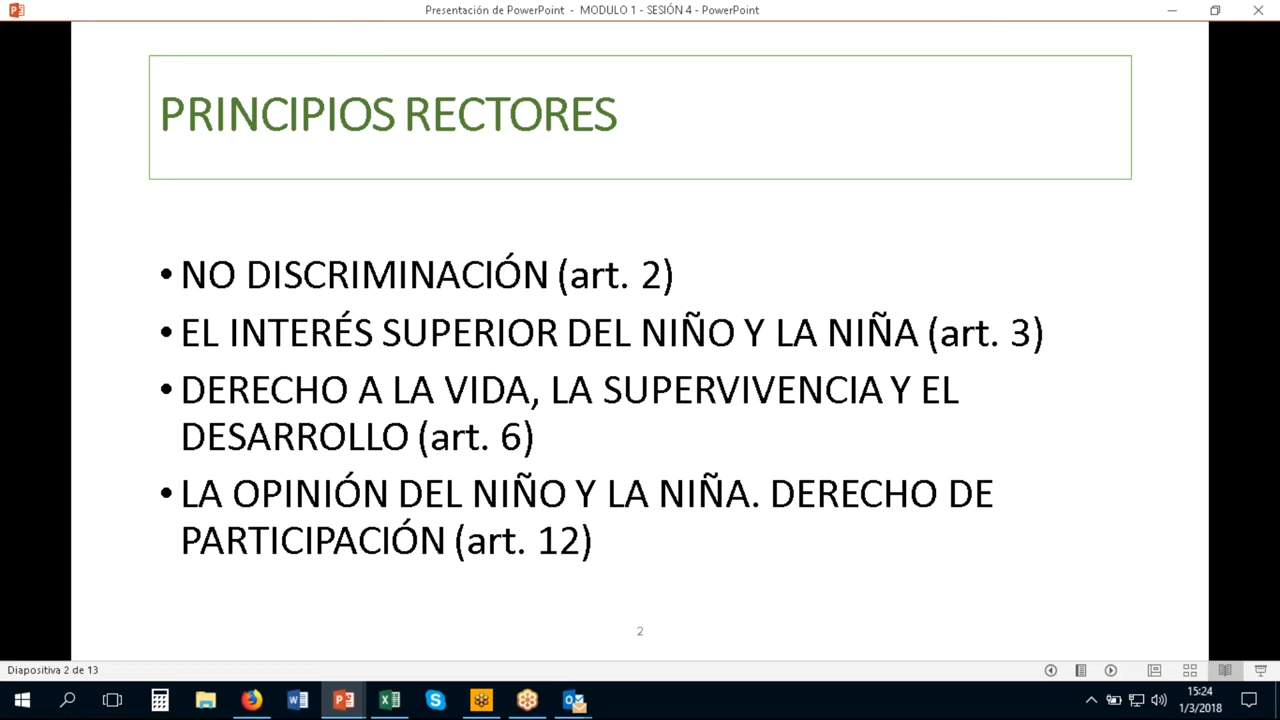 Presentación de PowerPoint - MODULO 1 - SESIÓN 4 - PowerPoint
PRINCIPIOS RECTORES
• NO DISCRIMINACIÓN (art. 2)
• EL INTERÉS SUPERIOR DEL NIÑO Y LA NIÑA (art. 3)
• DERECHO A LA VIDA, LA SUPERVIVENCIA Y EL
DESARROLLO (art. 6)
• LA OPINIÓN DEL NIÑO Y LA NIÑA. DERECHO DE
PARTICIPACIÓN (art. 12)
2
Diapositiva 2 de 13
15:24
1/3/2018